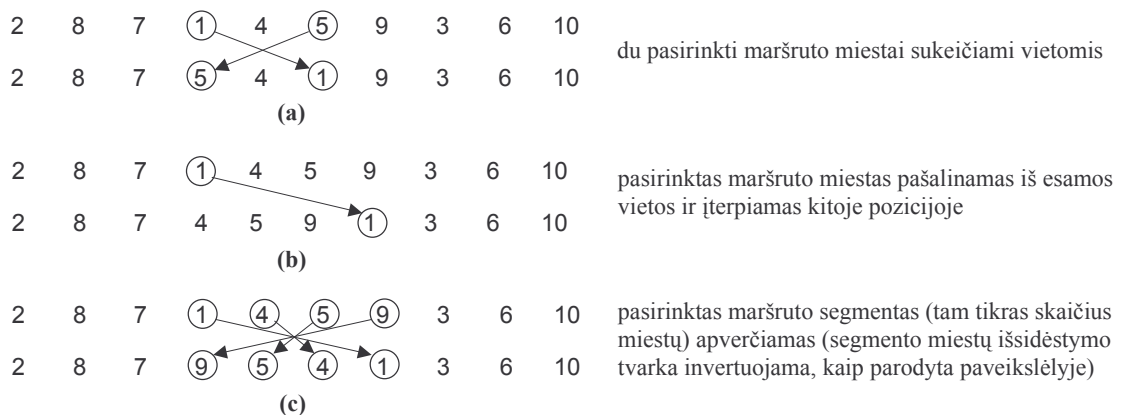 2 8 7 1 4 5 9 3 6 10
2 8 7 5 4 1 9 3 6 10
du pasirinkti maršruto miestai sukeičiami vietomis
(a)
2 8 7 1 4 5 9 3 6 10
2 8 7 4 5 9 1 3 6 10
pasirinktas maršruto miestas pašalinamas iš esamos
vietos ir įterpiamas kitoje pozicijoje
(b)
2 8 7 1 4 5 9 3 6 10
2 8 7 9 5 4 1 3 6 10
pasirinktas maršruto segmentas (tam tikras skaičius
miestų) apverčiamas (segmento miestų išsidėstymo
tvarka invertuojama, kaip parodyta paveikslėlyje)
(c)